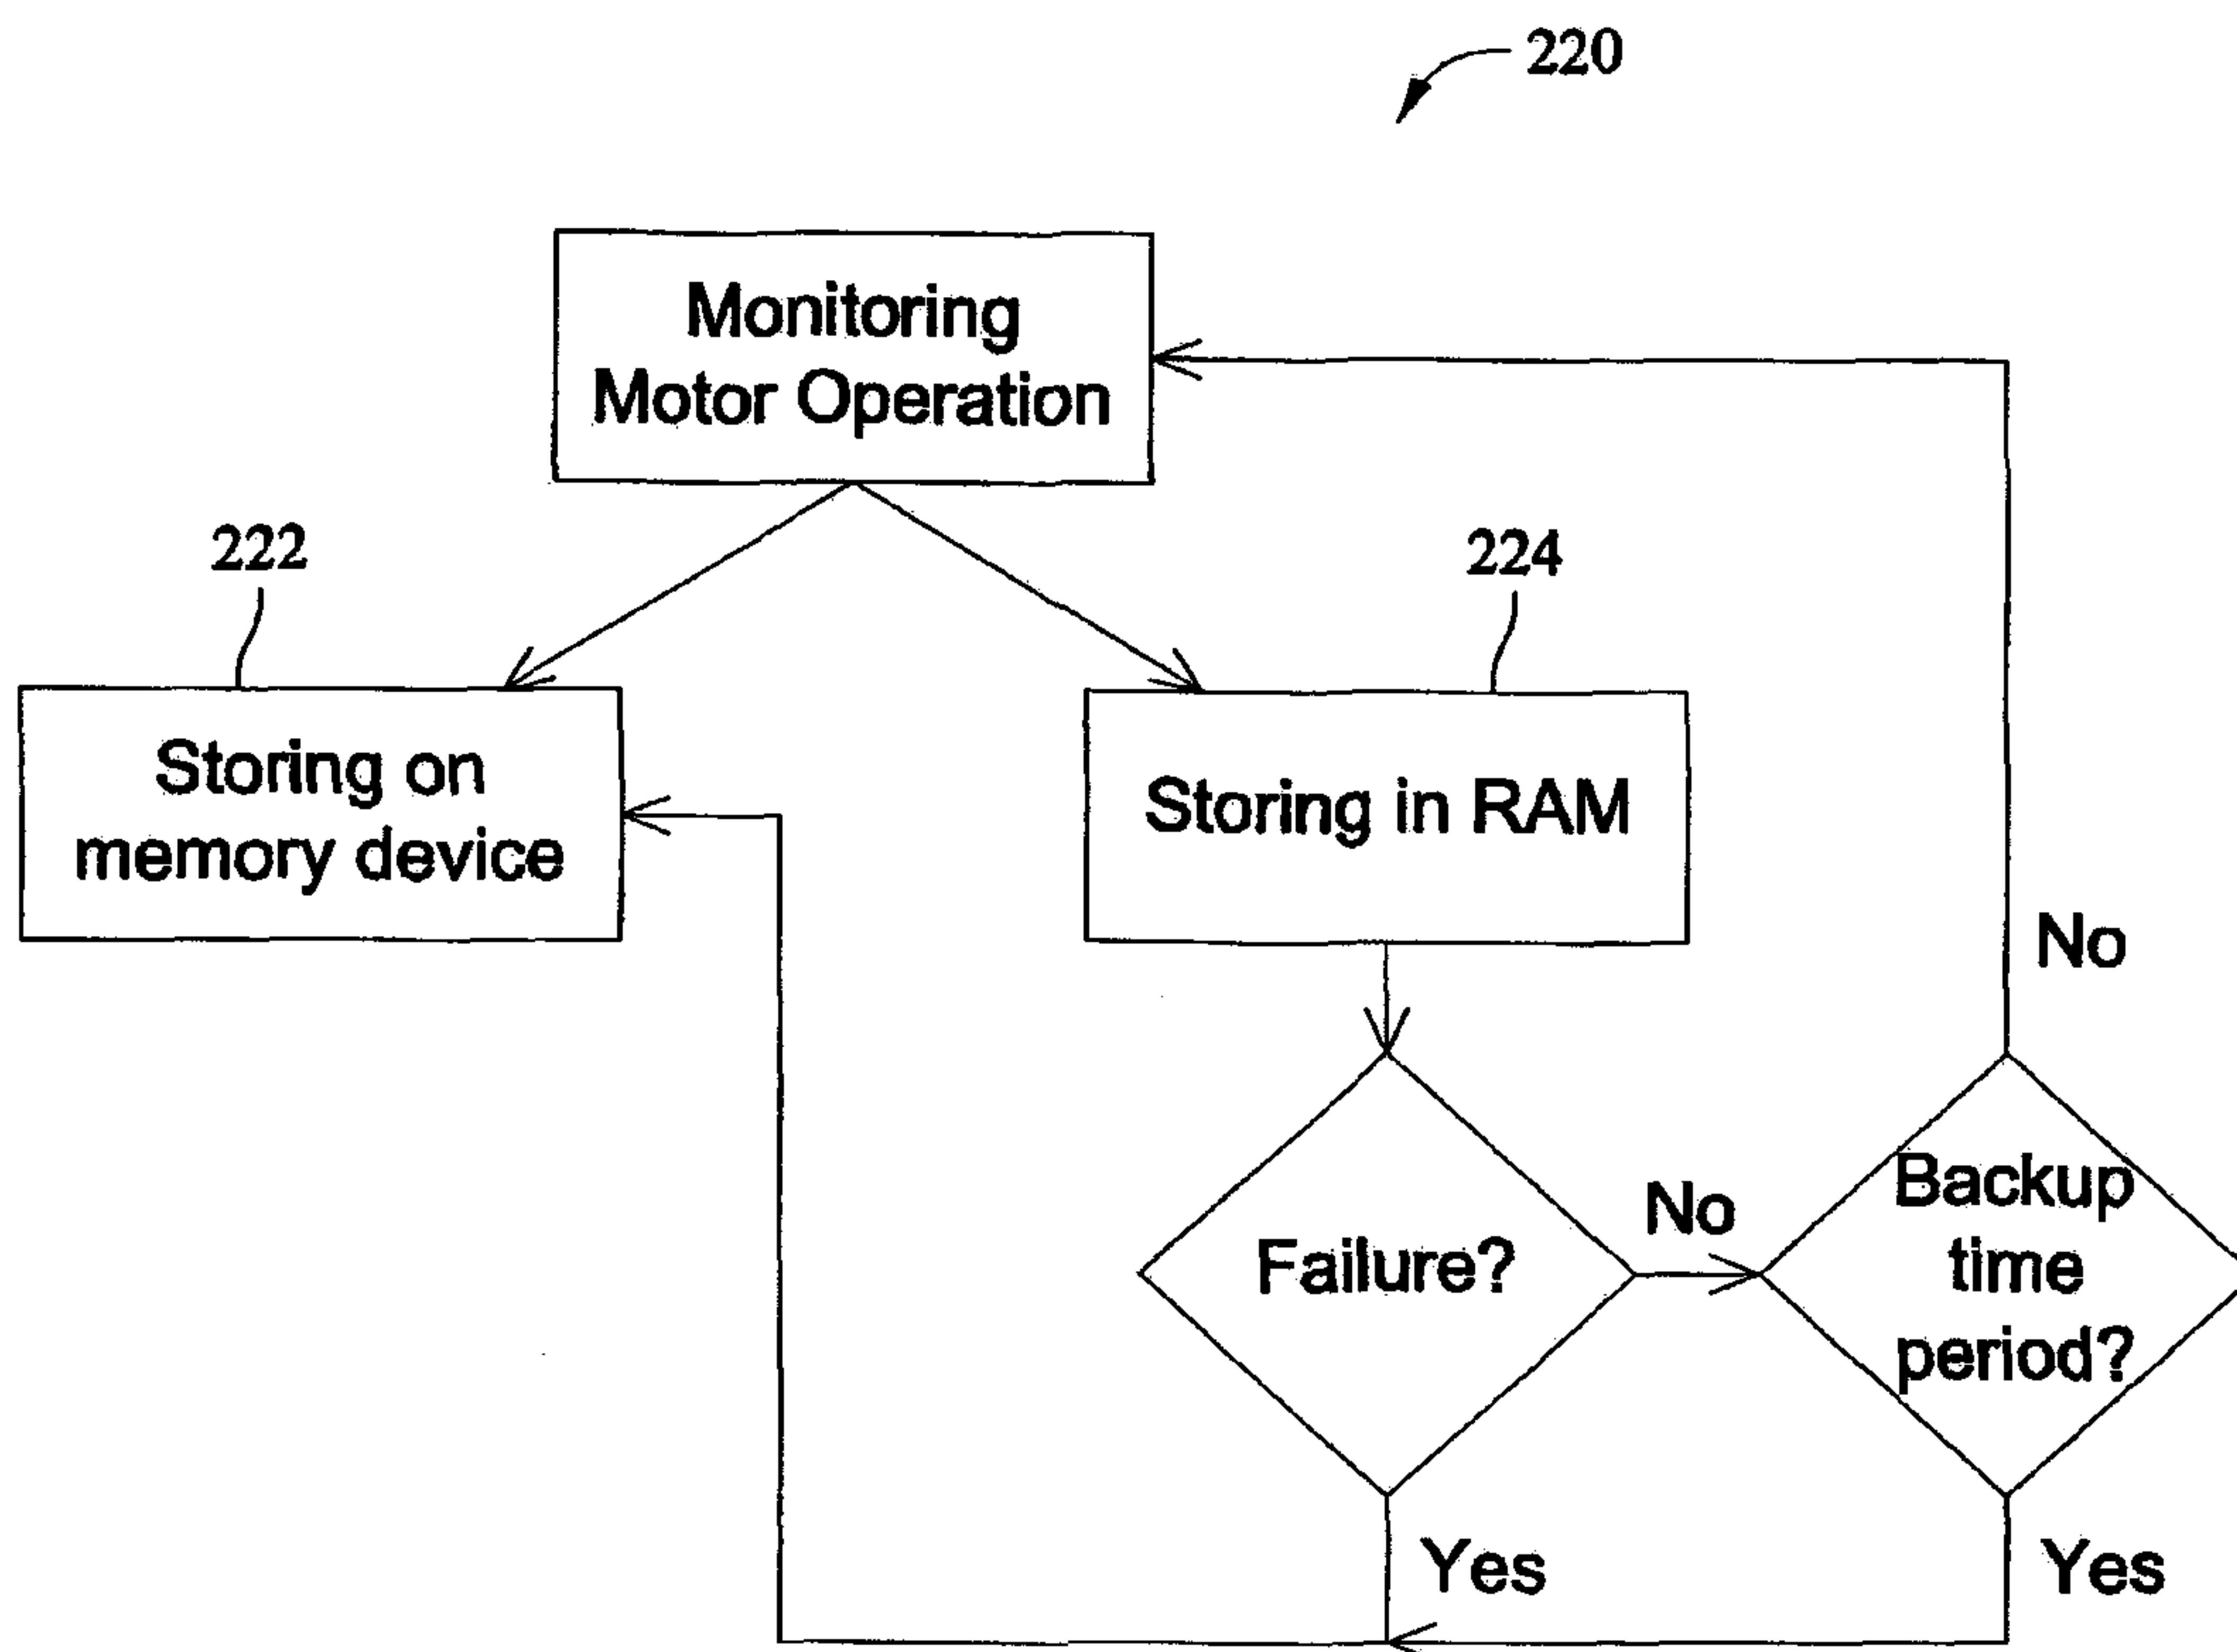 220
Monitoring
Motor Operation
222
224
Storing on
memory device
Storing in RAM
No
Failure?
No
Backup
time
period?
Yes
Yes